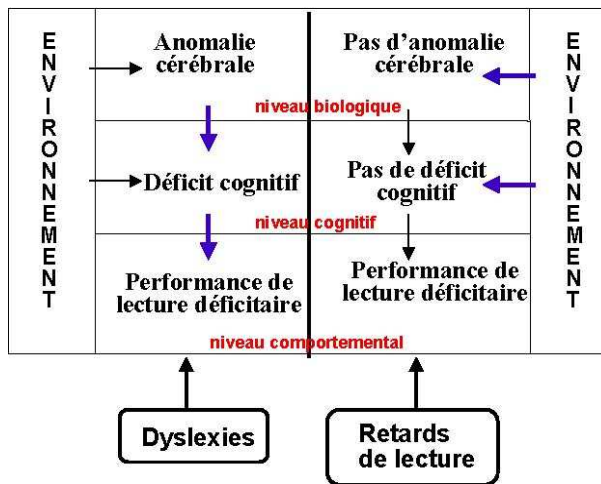 ENVIRONNEMENT
Anomalie
cérébrale
Pas d’anomalie
cérébrale
ENVIRONNEMENT
niveau biologique
Déficit cognitif
Pas de déficit
cognitif
niveau cognitif
Performance de
lecture déficitaire
Performance de
lecture déficitaire
niveau comportemental
Dyslexies
Retards
de lecture